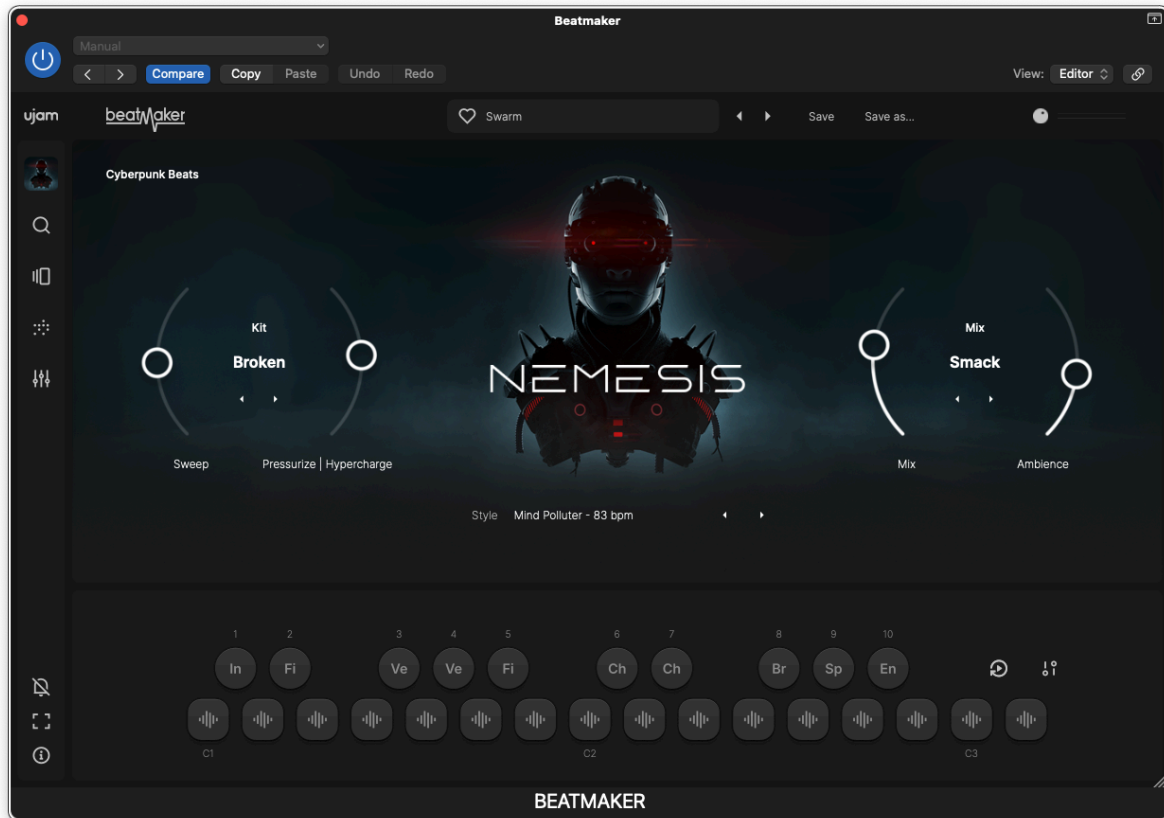 Beatmaker
Manual
Compare Copy Paste Undo Redo View: Editor
ujam beatMaker Swarm Save Save as...
Cyberpunk Beats
Kit
Broken
Sweep Pressurize | Hypercharge
NEMESIS
Mix
Smack
Mix Ambience
Style Mind Polluter - 83 bpm
1 2 3 4 5 6 7 8 9 10
In Fi Ve Ve Fi Ch Ch Br Sp En
C1 C2 C3
BEATMAKER